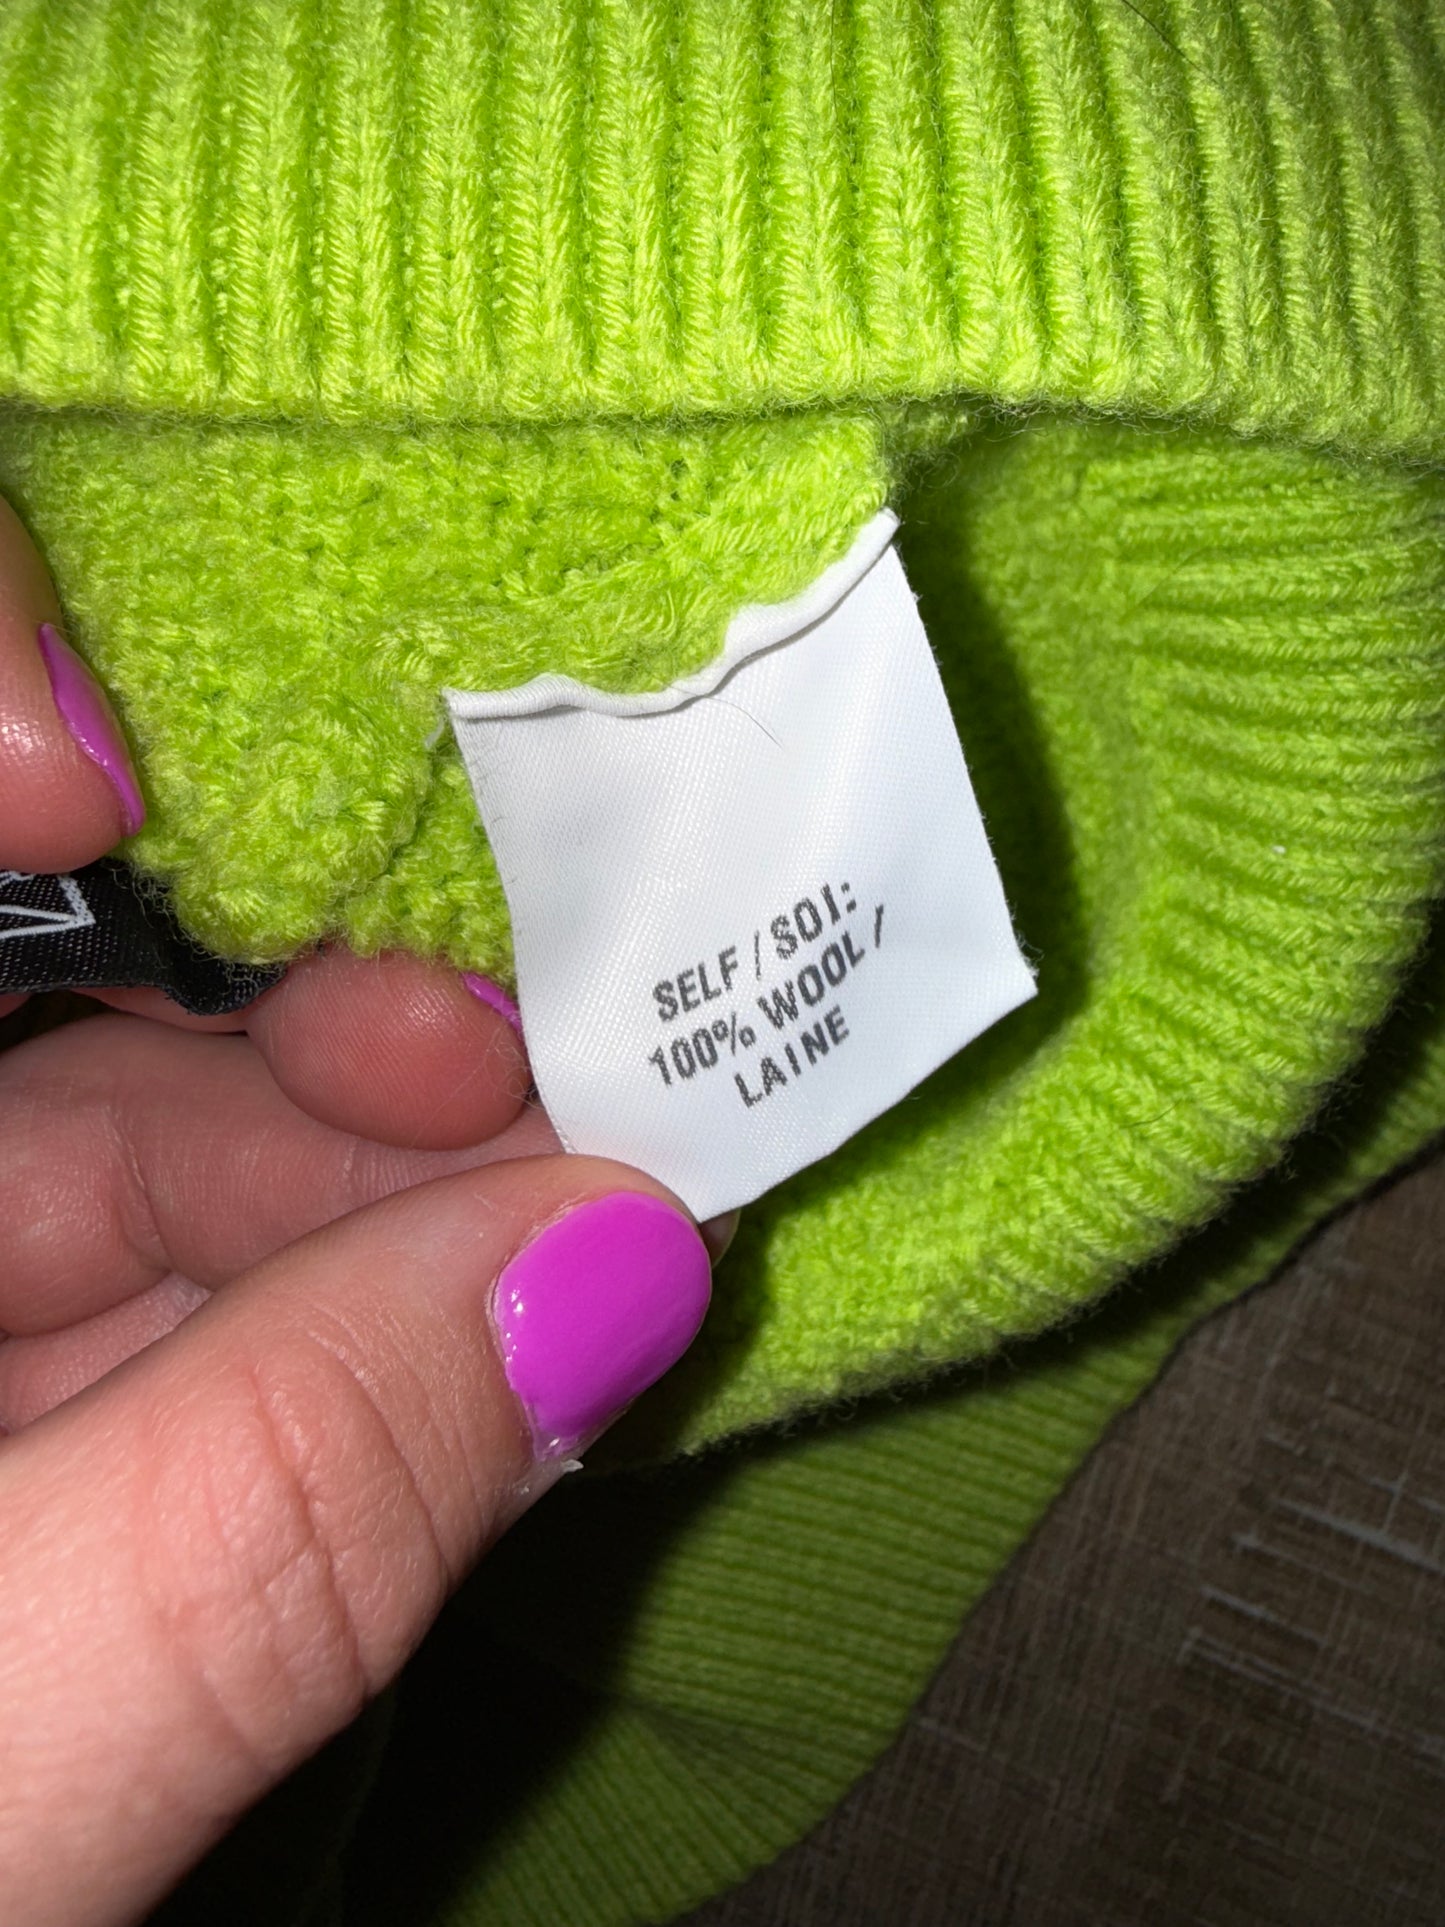 SELF / SOI:
100% WOOL /
LAINE